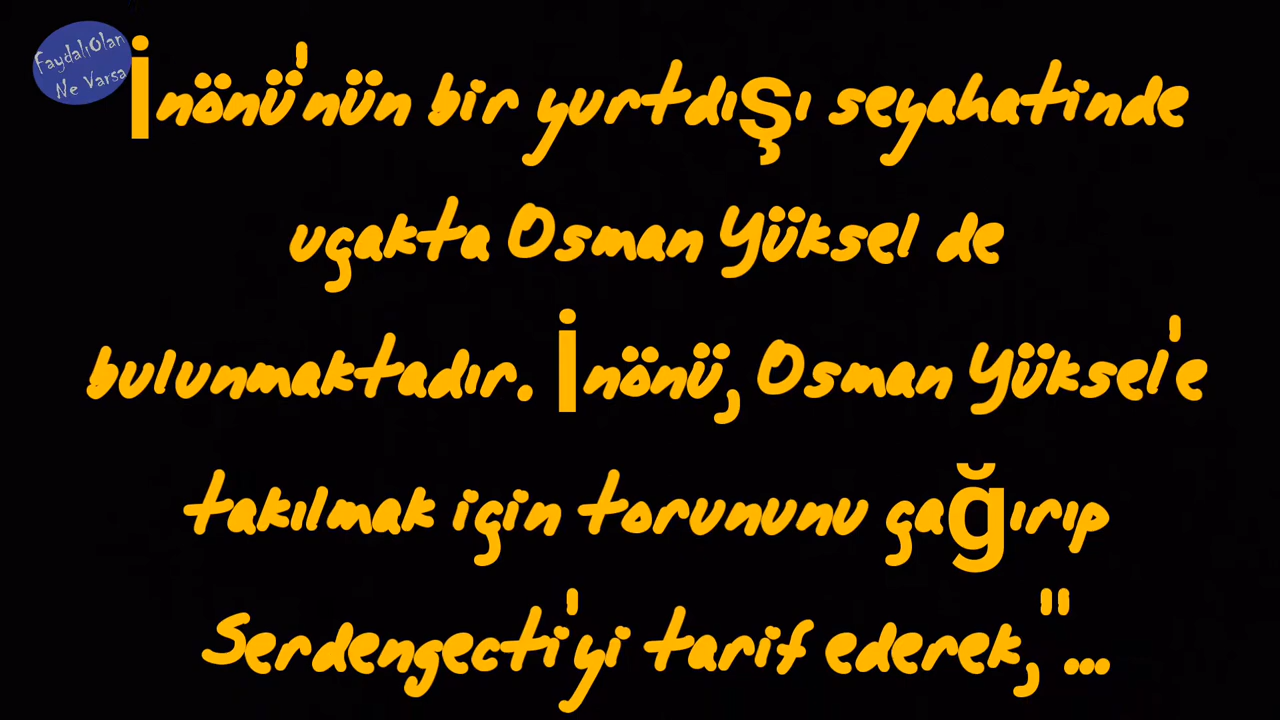 FaydalıOlan
Ne Varsa
İnönü'nün bir yurtdışı seyahatinde
uçakta Osman Yüksel de
bulunmaktadır. İnönü, Osman Yüksel'e
takılmak için torununu çağırıp
Serdengecti'yi tarif ederek,"...